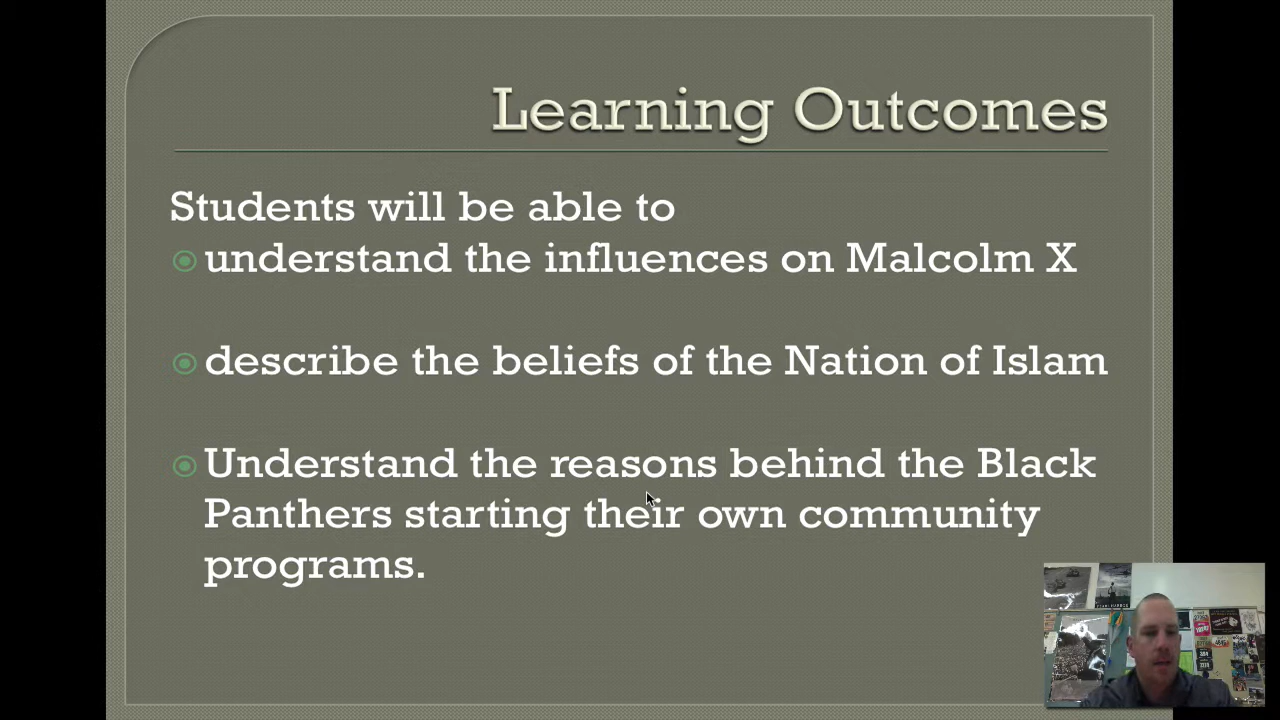 Learning Outcomes
Students will be able to
understand the influences on Malcolm X
describe the beliefs of the Nation of Islam
Understand the reasons behind the Black
Panthers starting their own community
programs.